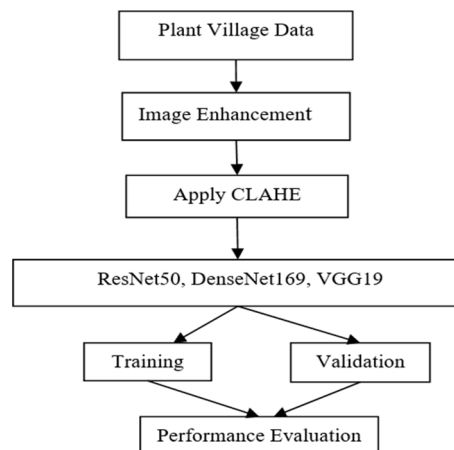 Plant Village Data
Image Enhancement
Apply CLAHE
ResNet50, DenseNet169, VGG19
Training
Validation
Performance Evaluation